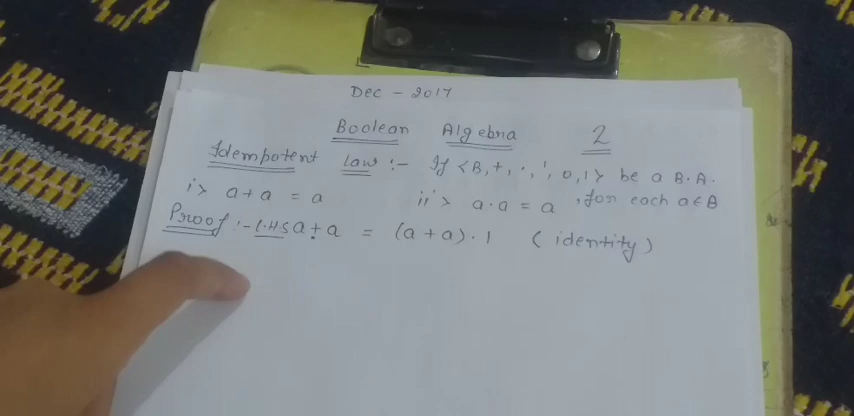 Dec - 2017
Boolean Algebra 2
Idempotent Law :- If <B, +, ·, ', 0, 1> be a B.A.
i> a + a = a ii> a · a = a , for each a ∈ B
Proof :- L.H.S a + a = (a + a) · 1 (identity)